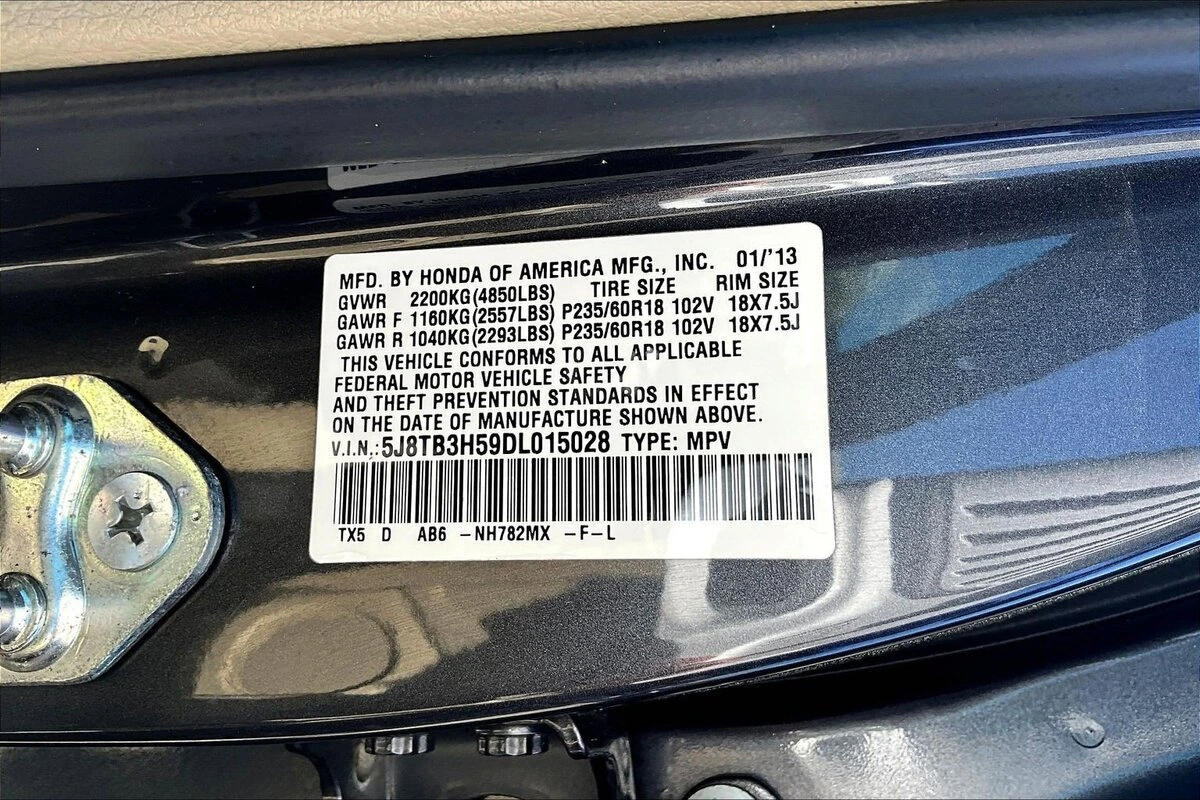 MFD. BY HONDA OF AMERICA MFG., INC. 01/'13
GVWR 2200KG(4850LBS) TIRE SIZE RIM SIZE
GAWR F 1160KG(2557LBS) P235/60R18 102V 18X7.5J
GAWR R 1040KG(2293LBS) P235/60R18 102V 18X7.5J
THIS VEHICLE CONFORMS TO ALL APPLICABLE
FEDERAL MOTOR VEHICLE SAFETY
AND THEFT PREVENTION STANDARDS IN EFFECT
ON THE DATE OF MANUFACTURE SHOWN ABOVE.
V.I.N.: 5J8TB3H59DL015028 TYPE: MPV
TX5 D AB6 -NH782MX -F-L